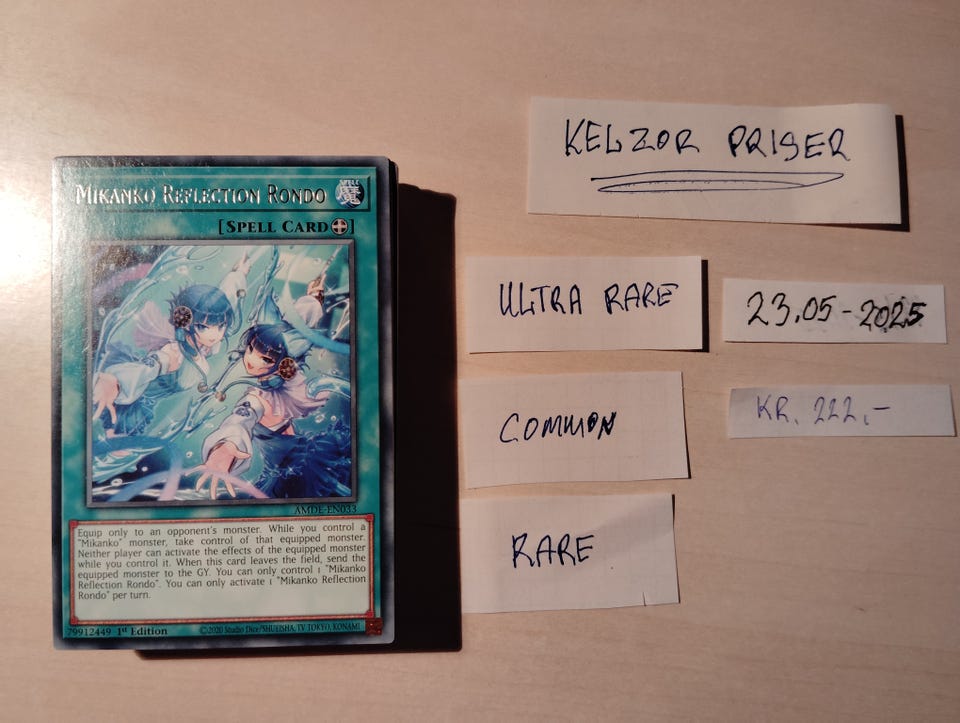 MIKANKO REFLECTION RONDO
魔
[SPELL CARD]
AMDE-EN033
Equip only to an opponent's monster. While you control a
"Mikanko" monster, take control of that equipped monster.
Neither player can activate the effects of the equipped monster
while you control it. When this card leaves the field, send the
equipped monster to the GY. You can only control 1 "Mikanko
Reflection Rondo". You can only activate 1 "Mikanko Reflection
Rondo" per turn.
79912449 1st Edition
©2020 Studio Dice/SHUEISHA, TV TOKYO, KONAMI
KELZOR PRISER
ULTRA RARE
23.05-2025
COMMON
KR. 222.-
RARE